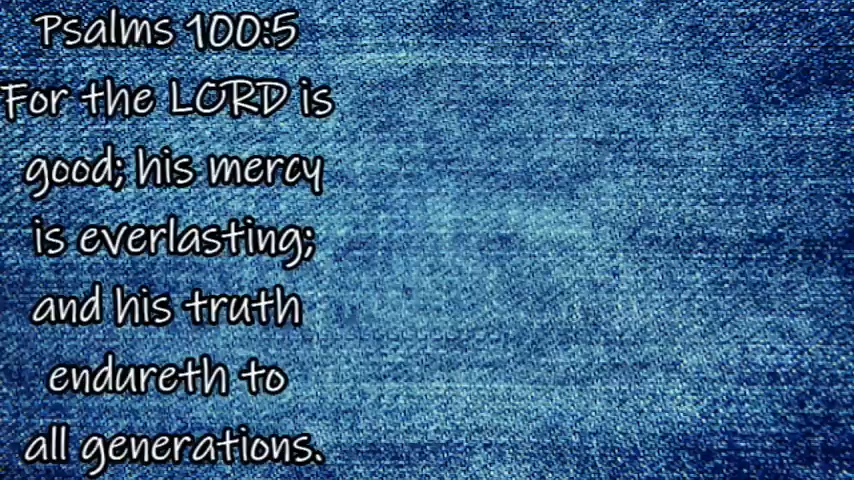 Psalms 100:5
For the LORD is
good; his mercy
is everlasting;
and his truth
endureth to
all generations.